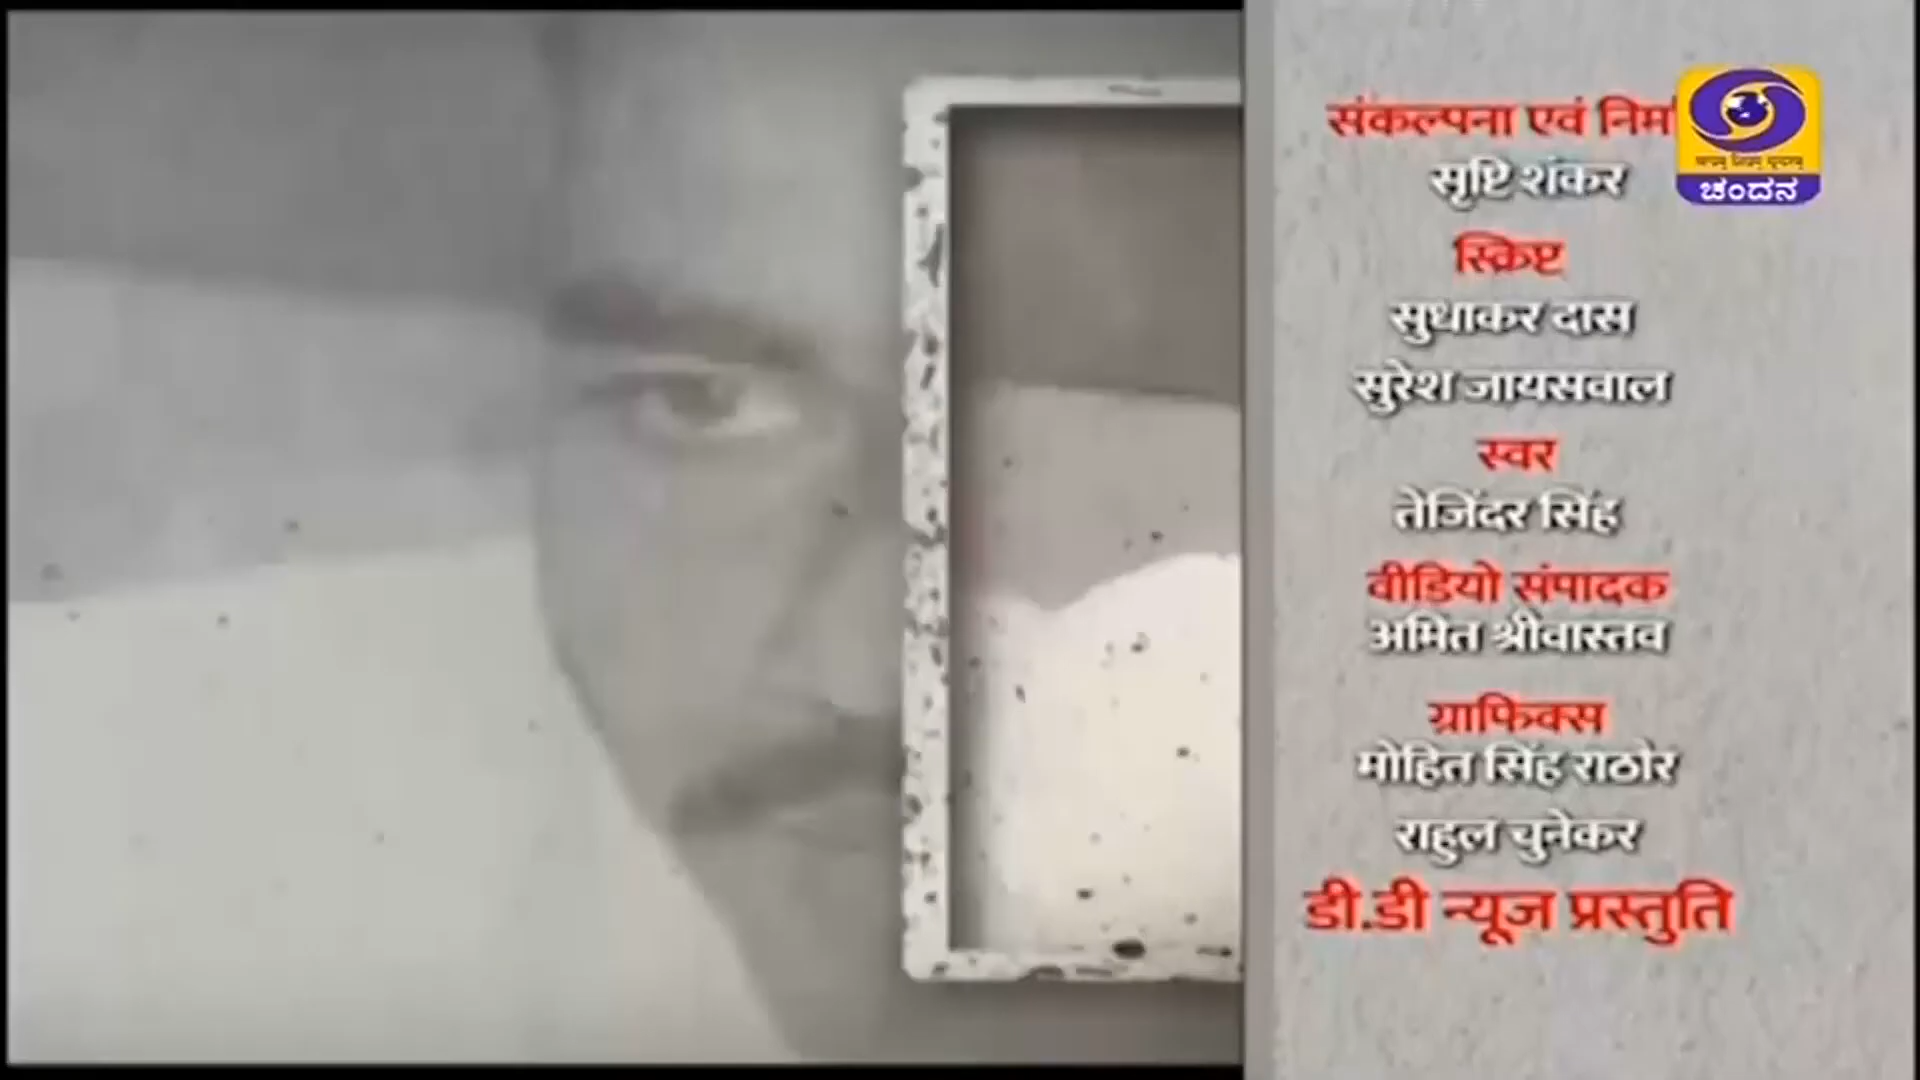 संकल्पना एवं
सृष्टि शंकर
स्क्रिप्ट
सुधाकर दास
सुरेश जायसवाल
स्वर
तेजिंदर सिंह
वीडियो संपादक
अमित श्रीवास्तव
ग्राफिक्स
मोहित सिंह राठोर
राहुल चुनेकर
डी.डी न्यूज प्रस्तुति
ಚಂದನ